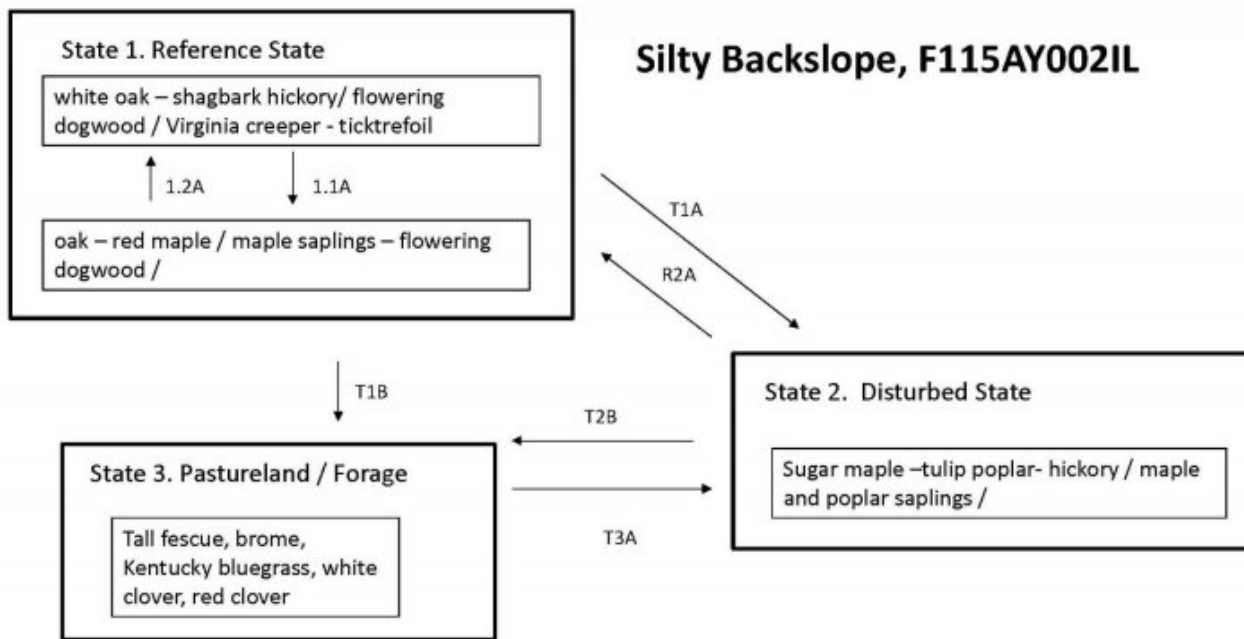 State 1. Reference State
Silty Backslope, F115AY002IL
white oak – shagbark hickory/ flowering
dogwood / Virginia creeper - ticktrefoil
1.2A
1.1A
oak – red maple / maple saplings – flowering
dogwood /
T1A
R2A
T1B
State 2. Disturbed State
Sugar maple –tulip poplar- hickory / maple
and poplar saplings /
T2B
T3A
State 3. Pastureland / Forage
Tall fescue, brome,
Kentucky bluegrass, white
clover, red clover